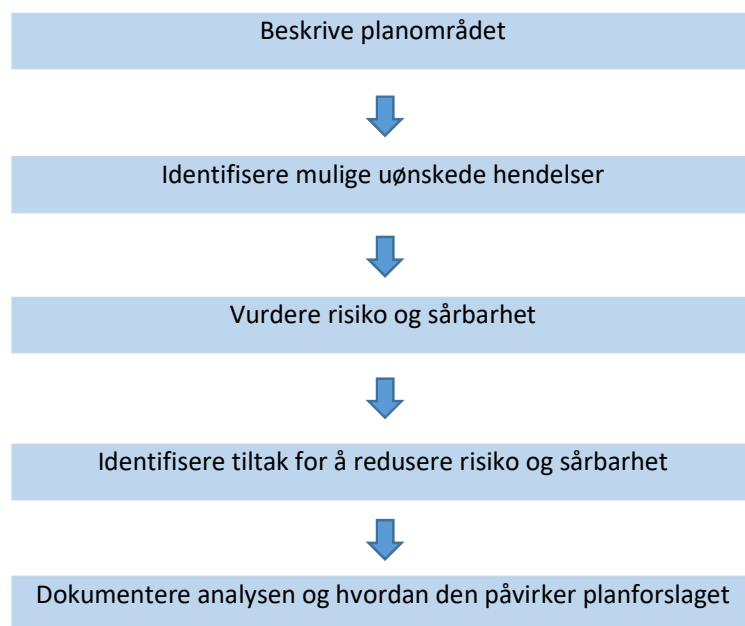 Beskrive planområdet
Identifisere mulige uønskede hendelser
Vurdere risiko og sårbarhet
Identifisere tiltak for å redusere risiko og sårbarhet
Dokumentere analysen og hvordan den påvirker planforslaget